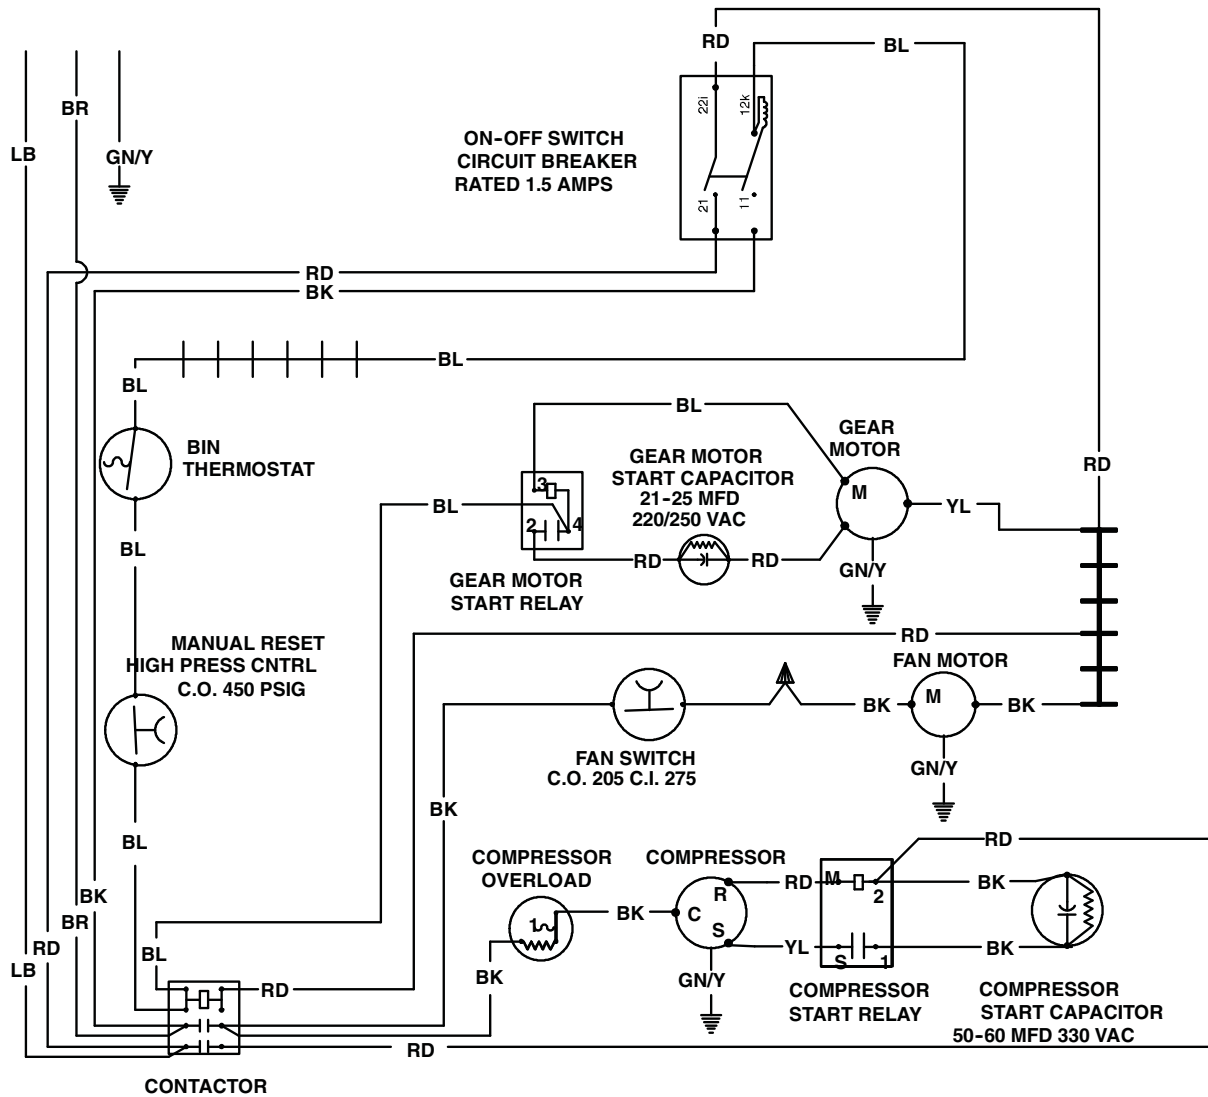 RD
BL
BR
LB
GN/Y
22i
12k
ON-OFF SWITCH
CIRCUIT BREAKER
RATED 1.5 AMPS
21
11
RD
BK
BL
BL
BIN
THERMOSTAT
BL
GEAR
MOTOR
GEAR MOTOR
START CAPACITOR
21-25 MFD
220/250 VAC
M
RD
YL
BL
3
2
4
BL
RD
RD
GN/Y
GEAR MOTOR
START RELAY
MANUAL RESET
HIGH PRESS CNTRL
C.O. 450 PSIG
RD
FAN MOTOR
M
BK
BK
FAN SWITCH
C.O. 205 C.I. 275
GN/Y
BK
BL
RD
COMPRESSOR
OVERLOAD
COMPRESSOR
RD
M
2
BK
R
C
S
BK
1
BK
BR
RD
LB
BL
BK
YL
S
1
BK
GN/Y
RD
COMPRESSOR
START RELAY
COMPRESSOR
START CAPACITOR
50-60 MFD 330 VAC
RD
CONTACTOR